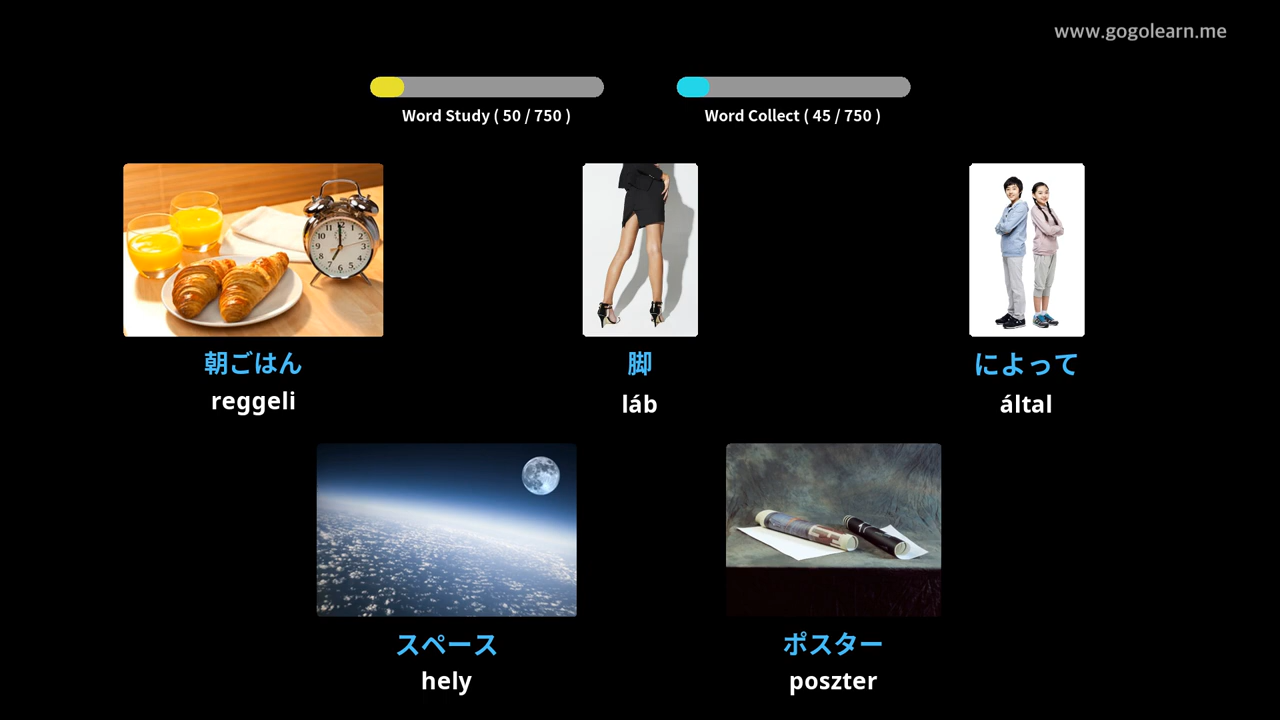 www.gogolearn.me
Word Study ( 50 / 750 )
Word Collect ( 45 / 750 )
朝ごはん
reggeli
脚
láb
によって
által
スペース
hely
ポスター
poszter